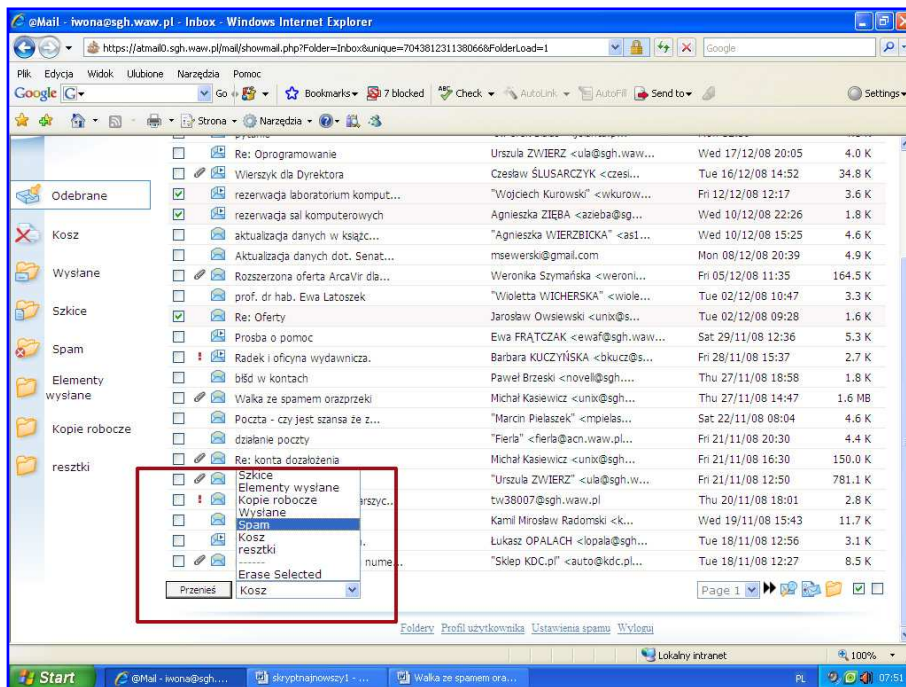 @Mail - iwona@sgh.waw.pl - Inbox - Windows Internet Explorer
https://atmail0.sgh.waw.pl/mail/showmail.php?Folder=Inbox&unique=7043812311380668&FolderLoad=1
Google
Plik Edycja Widok Ulubione Narzędzia Pomoc
Google G Go Bookmarks 7 blocked Check AutoLink AutoFill Send to Settings
Strona Narzędzia
Re: Oprogramowanie Urszula ZWIERZ <ula@sgh.waw... Wed 17/12/08 20:05 4.0 K
Wierszyk dla Dyrektora Czesław ŚLUSARCZYK <czesi... Tue 16/12/08 14:52 34.8 K
Odebrane rezerwacja laboratorium komput... "Wojciech Kurowski" <wkurow... Fri 12/12/08 12:17 3.6 K
rezerwacja sal komputerowych Agnieszka ZIĘBA <azieba@sg... Wed 10/12/08 22:26 1.8 K
Kosz aktualizacja danych w książc... "Agnieszka WIERZBICKA" <as1... Wed 10/12/08 15:25 4.6 K
Aktualizacja danych dot. Senat... msewerski@gmail.com Mon 08/12/08 20:39 4.9 K
Wysłane Rozszerzona oferta ArcaVir dla... Weronika Szymańska <weroni... Fri 05/12/08 11:35 164.5 K
prof. dr hab. Ewa Latoszek "Wioletta WICHERSKA" <wiole... Tue 02/12/08 10:47 3.3 K
Szkice Re: Oferty Jarosław Owsiewski <unix@s... Tue 02/12/08 09:28 1.6 K
Prosba o pomoc Ewa FRĄTCZAK <ewaf@sgh.waw... Sat 29/11/08 12:36 5.3 K
Spam ! Radek i oficyna wydawnicza. Barbara KUCZYŃSKA <bkucz@s... Fri 28/11/08 15:37 2.7 K
Elementy wysłane błśd w kontach Paweł Brzeski <novell@sgh.... Thu 27/11/08 18:58 1.8 K
Walka ze spamem orazprzeki Michał Kasiewicz <unix@sgh... Thu 27/11/08 14:47 1.6 MB
Kopie robocze Poczta - czy jest szansa że z... "Marcin Pielaszek" <mpielas... Sat 22/11/08 08:04 4.6 K
działanie poczty "Fierla" <fierla@acn.waw.pl... Fri 21/11/08 20:30 4.4 K
resztki Re: konta dozałożenia Michał Kasiewicz <unix@sgh... Fri 21/11/08 16:30 150.0 K
Szkice "Urszula ZWIERZ" <ula@sgh.w... Fri 21/11/08 12:50 781.1 K
Elementy wysłane
Kopie robocze ! arszyc... tw38007@sgh.waw.pl Thu 20/11/08 18:01 2.8 K
Wysłane
Spam Kamil Mirosław Radomski <k... Wed 19/11/08 15:43 11.7 K
Kosz Łukasz OPALACH <lopala@sgh... Tue 18/11/08 12:56 3.1 K
resztki
------ nume... "Sklep KDC.pl" <auto@kdc.pl... Tue 18/11/08 12:27 8.5 K
Erase Selected
Przenieś Kosz Page 1
Foldery Profil użytkownika Ustawienia spamu Wyloguj
Lokalny intranet 100%
Start @Mail - iwona@sgh.... skryptnajnowszy1 - ... Walka ze spamem ora... PL 07:51